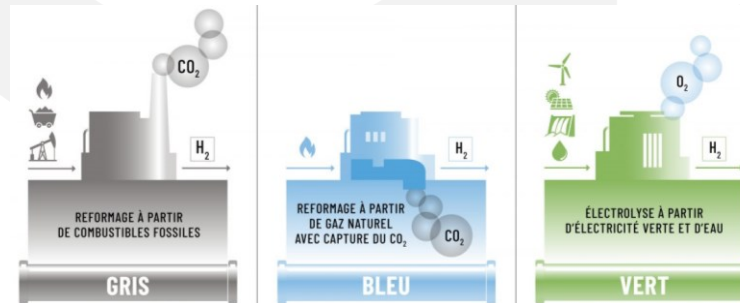 CO₂
H₂
REFORMAGE À PARTIR
DE COMBUSTIBLES FOSSILES
GRIS
H₂
REFORMAGE À PARTIR
DE GAZ NATUREL
AVEC CAPTURE DU CO₂
CO₂
BLEU
O₂
H₂
ÉLECTROLYSE À PARTIR
D'ÉLECTRICITÉ VERTE ET D'EAU
VERT